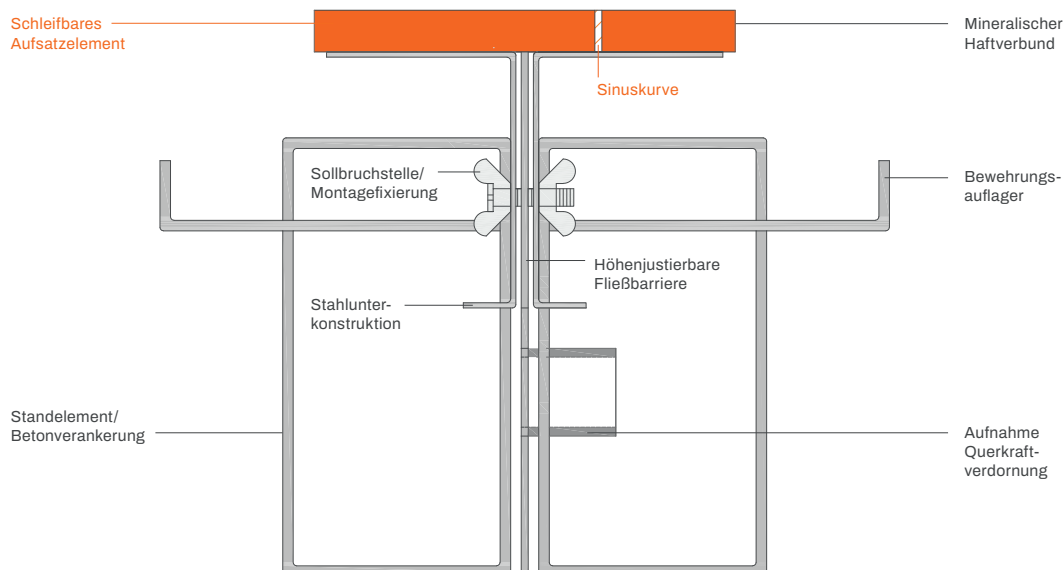 Schleifbares
Aufsatzelement
Mineralischer
Haftverbund
Sinuskurve
Sollbruchstelle/
Montagefixierung
Bewehrungs-
auflager
Höhenjustierbare
Fließbarriere
Stahlunter-
konstruktion
Standelement/
Betonverankerung
Aufnahme
Querkraft-
verdornung